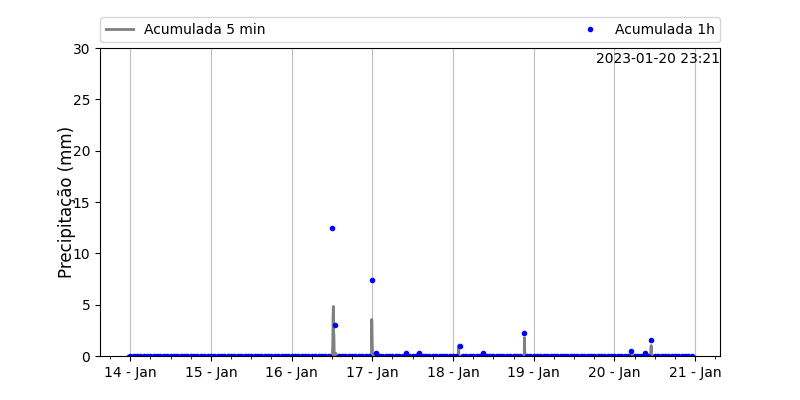 Acumulada 5 min
Acumulada 1h
2023-01-20 23:21
Precipitação (mm)
30
25
20
15
10
5
0
14 - Jan
15 - Jan
16 - Jan
17 - Jan
18 - Jan
19 - Jan
20 - Jan
21 - Jan